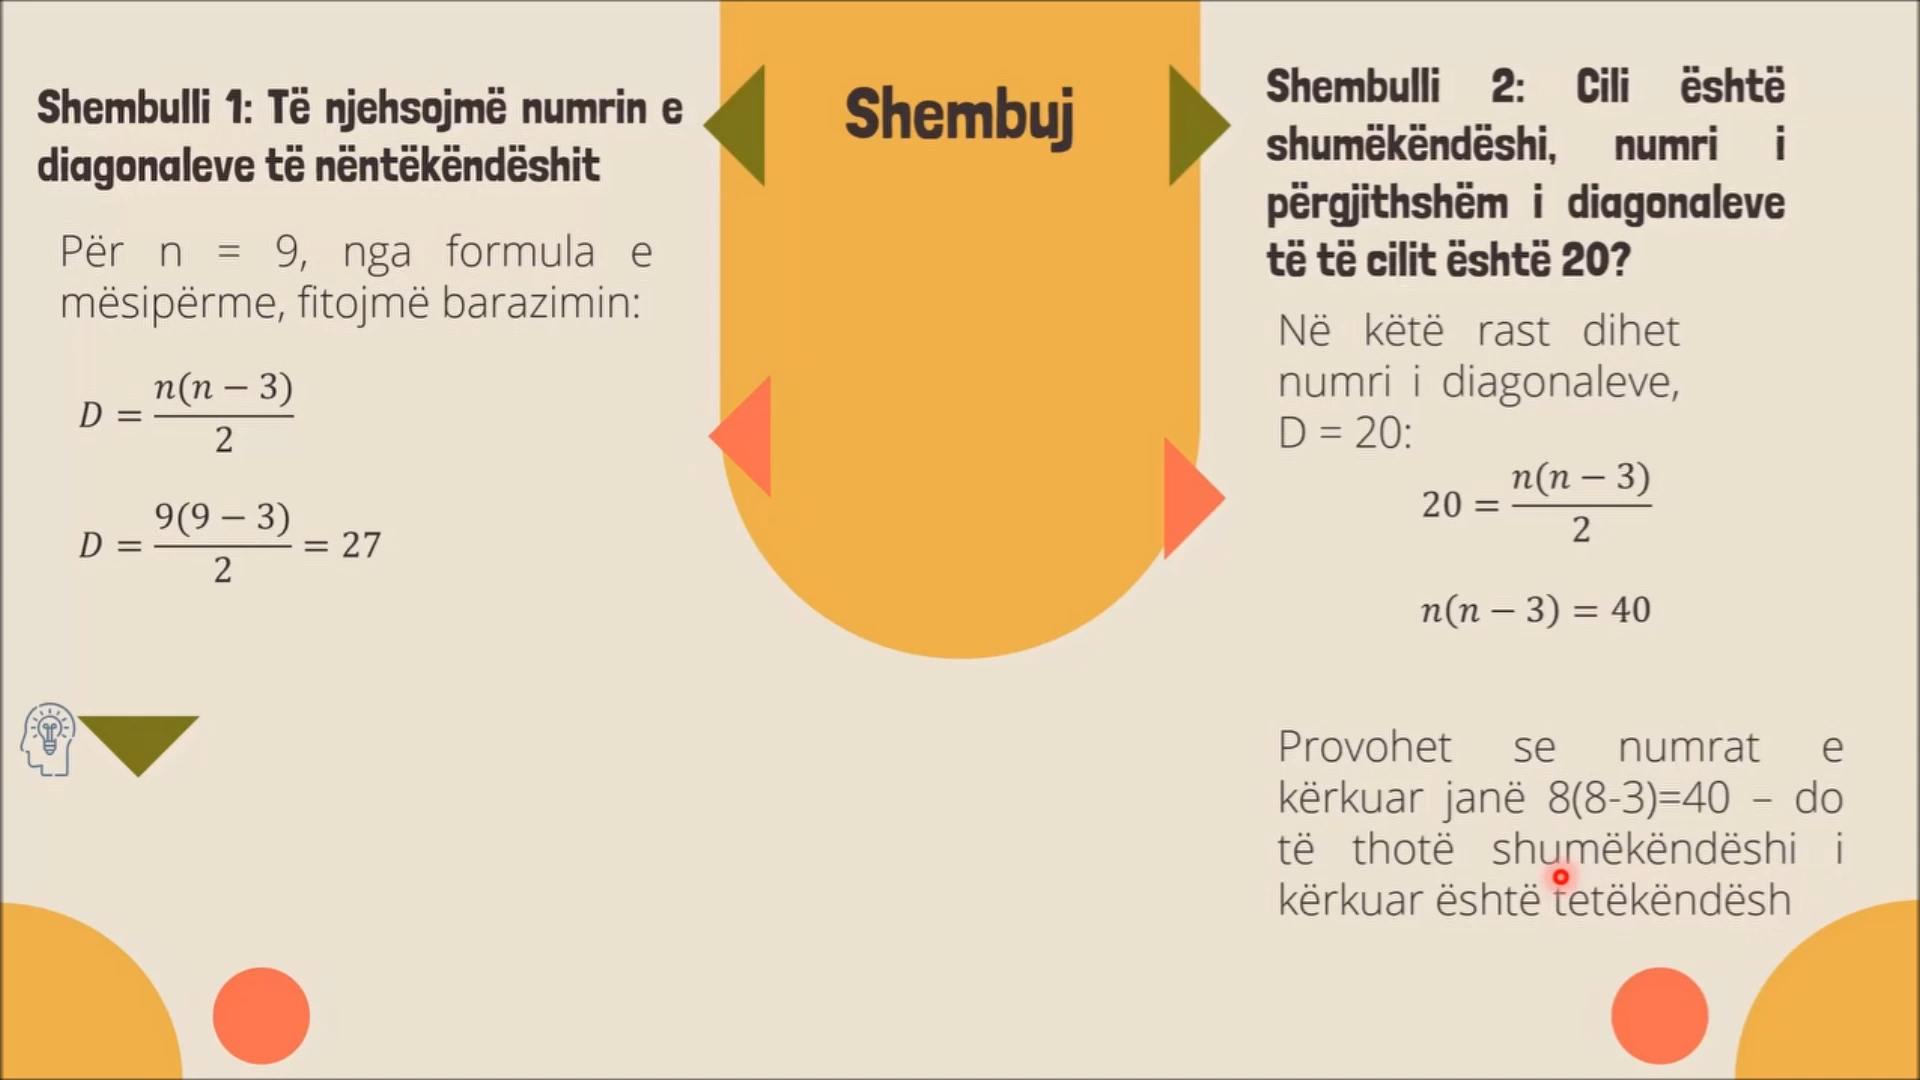 Shembuj
Shembulli 1: Të njehsojmë numrin e
diagonaleve të nëntëkëndëshit
Për n = 9, nga formula e
mësipërme, fitojmë barazimin:
D = n(n − 3)/2
D = 9(9 − 3)/2 = 27
Shembulli 2: Cili është
shumëkëndëshi, numri i
përgjithshëm i diagonaleve
të të cilit është 20?
Në këtë rast dihet
numri i diagonaleve,
D = 20:
20 = n(n − 3)/2
n(n − 3) = 40
Provohet se numrat e
kërkuar janë 8(8-3)=40 – do
të thotë shumëkëndëshi i
kërkuar është tetëkëndësh